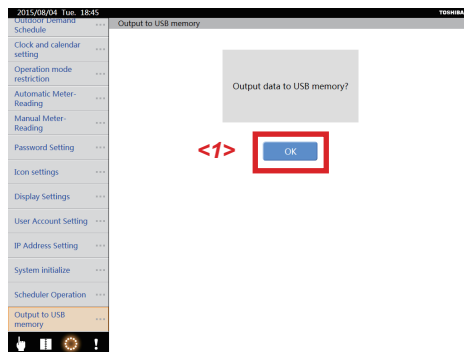 2015/08/04 Tue. 18:45
TOSHIBA
Outdoor Demand
Schedule
Output to USB memory
Clock and calendar
setting
Operation mode
restriction
Automatic Meter-
Reading
Manual Meter-
Reading
Password Setting
Icon settings
Display Settings
User Account Setting
IP Address Setting
System initialize
Scheduler Operation
Output to USB
memory
Output data to USB memory?
<1>
OK